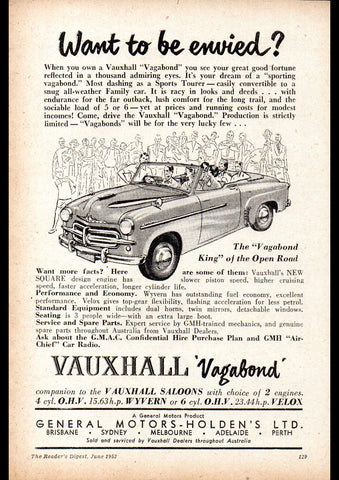 Want to be envied?
When you own a Vauxhall "Vagabond" you see your great good fortune
reflected in a thousand admiring eyes. It's your dream of a "sporting
vagabond." Most dashing as a Sports Tourer — easily convertible to a
snug all-weather Family car. It is racy in looks and deeds . . . with
endurance for the far outback, lush comfort for the long trail, and the
sociable load of 5 or 6 — yet at prices and running costs for modest
incomes! Come, drive the Vauxhall "Vagabond." Production is strictly
limited — "Vagabonds" will be for the very lucky few . . .
The "Vagabond
King" of the Open Road
Want more facts? Here are some of them: Vauxhall's NEW
SQUARE design engine has slower piston speed, higher cruising
speed, faster acceleration, longer cylinder life.
Performance and Economy. Wyvern has outstanding fuel economy, excellent
performance. Velox gives top-gear flexibility, flashing acceleration for less petrol.
Standard Equipment includes dual horns, twin mirrors, detachable windows.
Seating is 3 people wide—with an extra large boot.
Service and Spare Parts. Expert service by GMH-trained mechanics, and genuine
spare parts throughout Australia by Vauxhall Dealers.
Ask about the G.M.A.C. Confidential Hire Purchase Plan and GMH "Air-
Chief" Car Radio.
VAUXHALL 'Vagabond'
companion to the VAUXHALL SALOONS with choice of 2 engines.
4 cyl. O.H.V. 15.63h.p. WYVERN or 6 cyl. O.H.V. 23.44h.p. VELOX
A General Motors Product
GENERAL MOTORS-HOLDEN'S LTD.
BRISBANE · SYDNEY · MELBOURNE · ADELAIDE · PERTH
Sold and serviced by Vauxhall Dealers throughout Australia
The Reader's Digest, June 1952 129